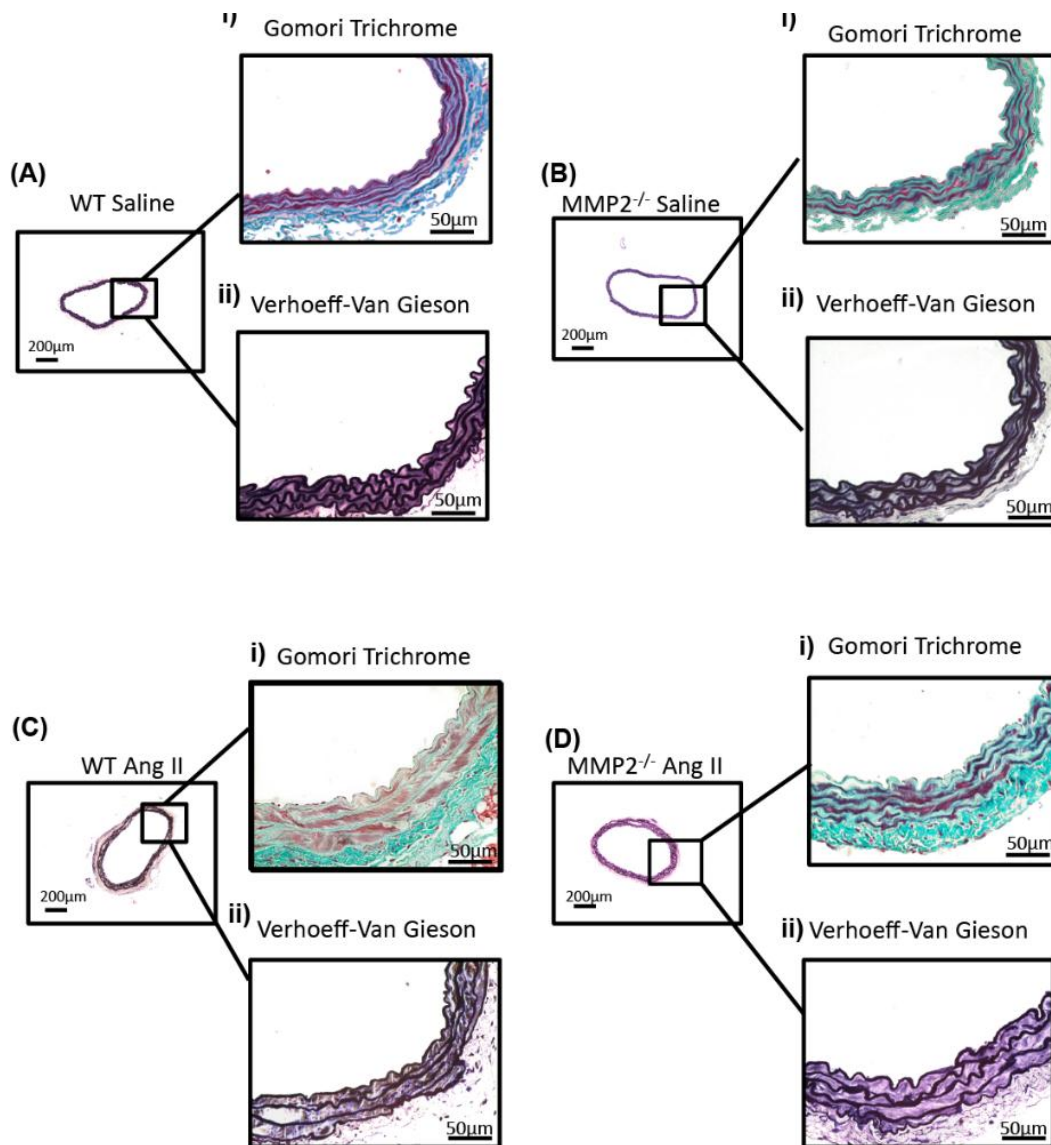 i)
Gomori Trichrome
(A)
WT Saline
200µm
50µm
ii)
Verhoeff-Van Gieson
50µm
i)
Gomori Trichrome
(B)
MMP2-/- Saline
200µm
50µm
ii)
Verhoeff-Van Gieson
50µm
i)
Gomori Trichrome
(C)
WT Ang II
200µm
50µm
ii)
Verhoeff-Van Gieson
50µm
i)
Gomori Trichrome
(D)
MMP2-/- Ang II
200µm
50µm
ii)
Verhoeff-Van Gieson
50µm